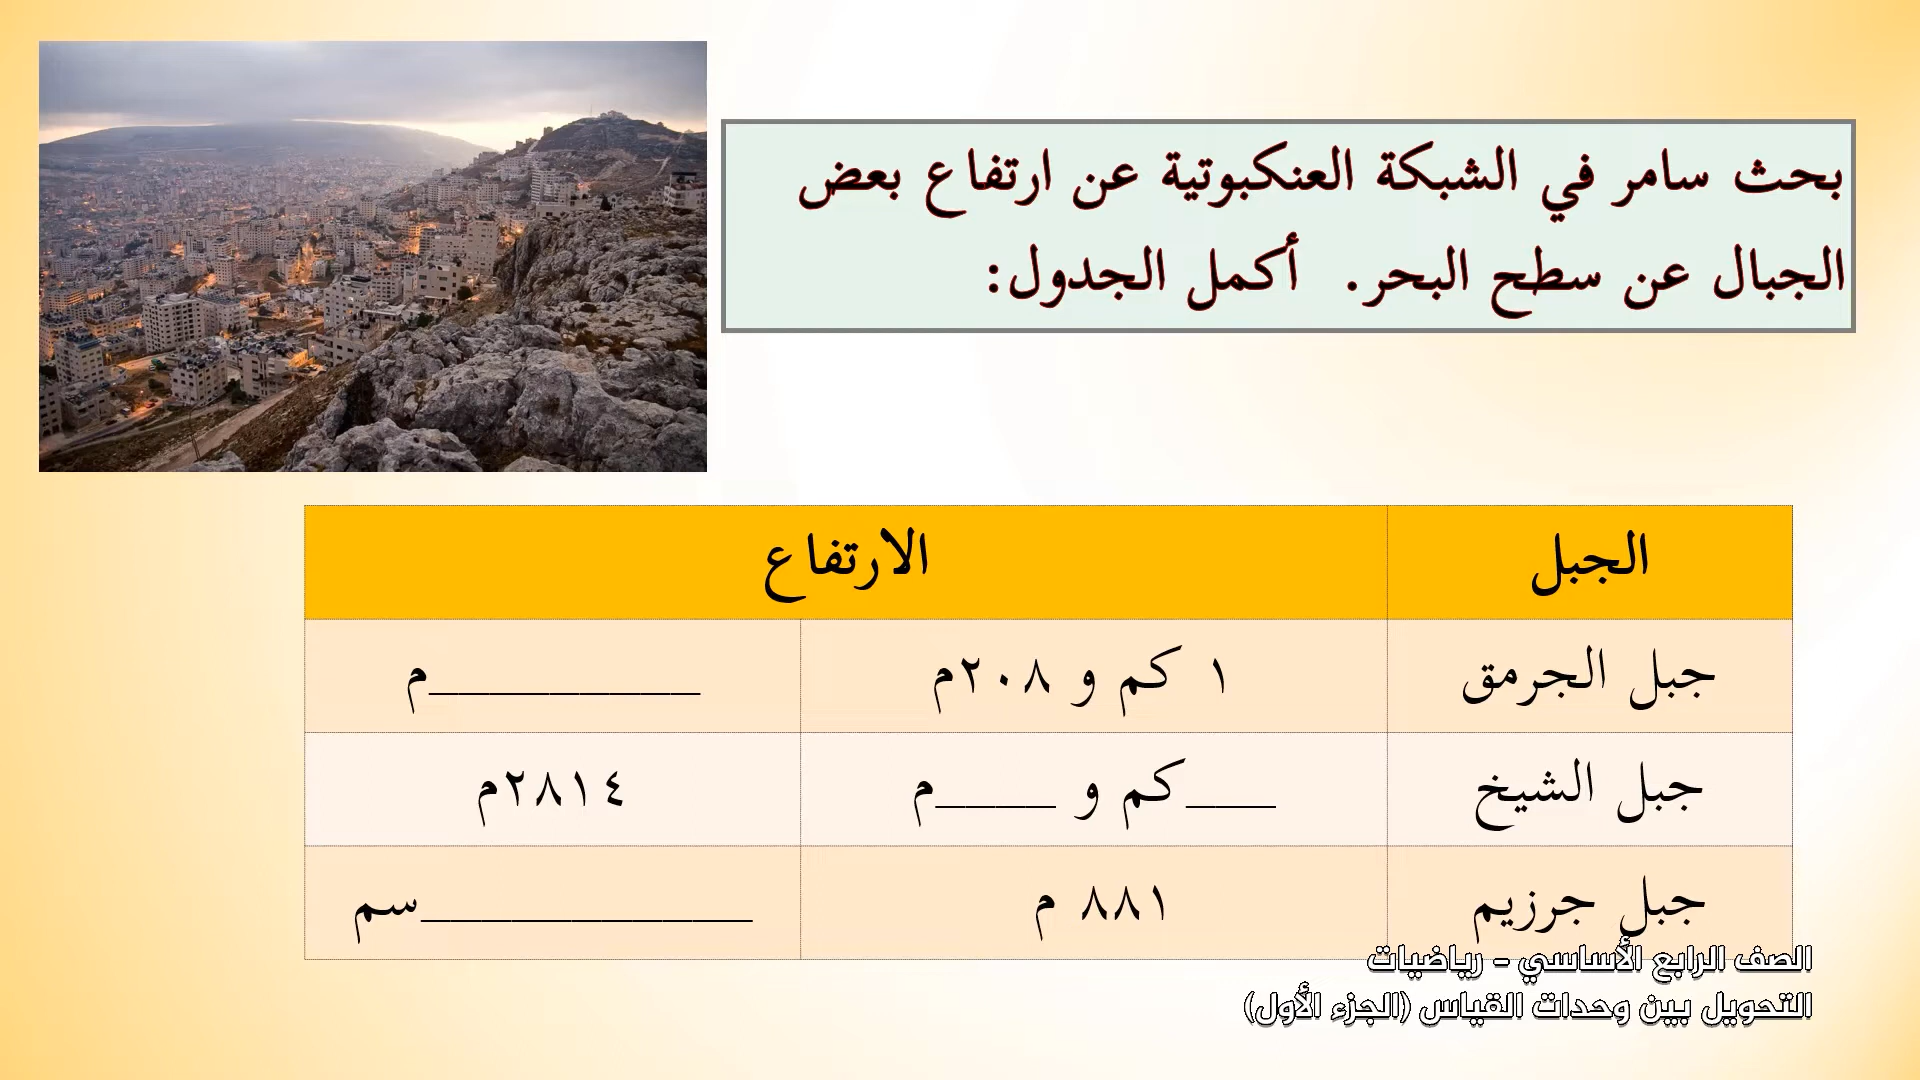 بحث سامر في الشبكة العنكبوتية عن ارتفاع بعض
الجبال عن سطح البحر. أكمل الجدول:
الجبل الارتفاع
جبل الجرمق ١ كم و ٢٠٨م _________م
جبل الشيخ ___كم و ____م ٢٨١٤م
جبل جرزيم ٨٨١ م ___________سم
الصف الرابع الأساسي - رياضيات
التحويل بين وحدات القياس (الجزء الأول)